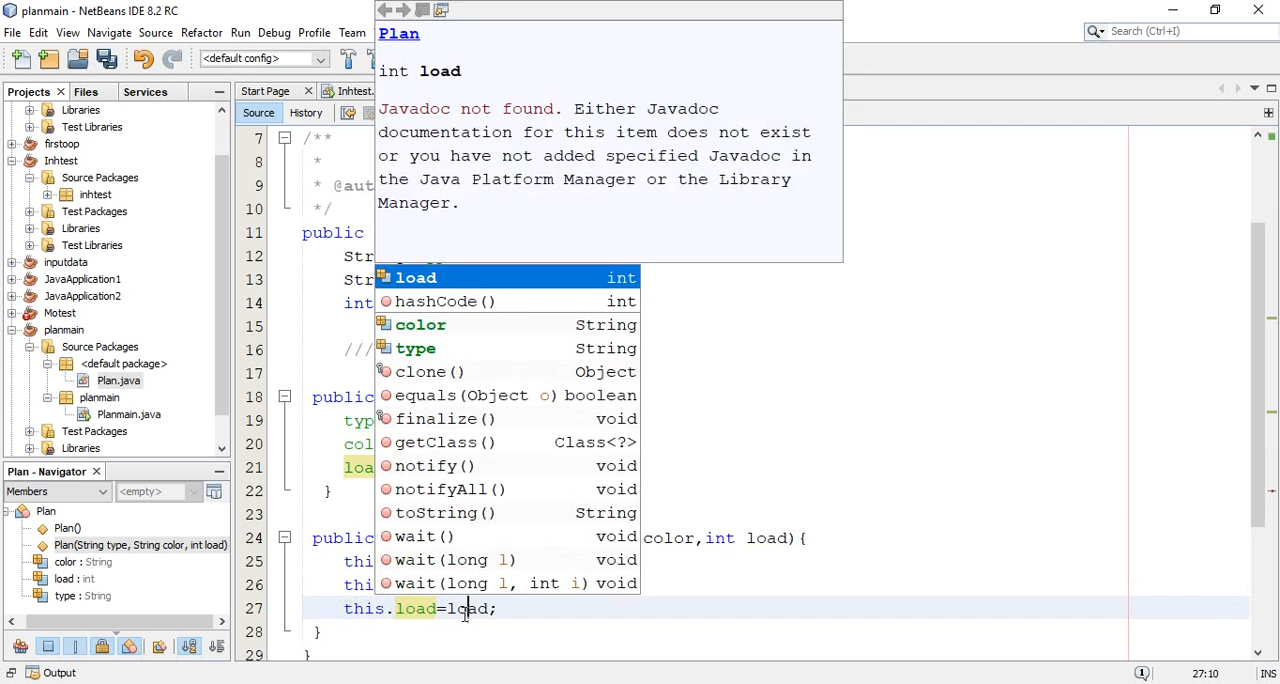 planmain - NetBeans IDE 8.2 RC
File Edit View Navigate Source Refactor Run Debug Profile Team
Search (Ctrl+I)
<default config>
Projects Files Services
Libraries
Test Libraries
firstoop
Inhtest
Source Packages
inhtest
Test Packages
Libraries
Test Libraries
inputdata
JavaApplication1
JavaApplication2
Motest
planmain
Source Packages
<default package>
Plan.java
planmain
Planmain.java
Test Packages
Libraries
Plan - Navigator
Members <empty>
Plan
Plan()
Plan(String type, String color, int load)
color : String
load : int
type : String
Output
Start Page Inhtest.
Source History
7 /**
8 *
9 * @aut
10 */
11 public
12 Str
13 Str
14 int
15
16 ///
17
18 public
19 typ
20 col
21 loa
22 }
23
24 public color,int load){
25 thi
26 thi
27 this.load=load;
28 }
29 }
Plan
int load
Javadoc not found. Either Javadoc
documentation for this item does not exist
or you have not added specified Javadoc in
the Java Platform Manager or the Library
Manager.
load int
hashCode() int
color String
type String
clone() Object
equals(Object o) boolean
finalize() void
getClass() Class<?>
notify() void
notifyAll() void
toString() String
wait() void
wait(long l) void
wait(long l, int i) void
1 27:10 INS